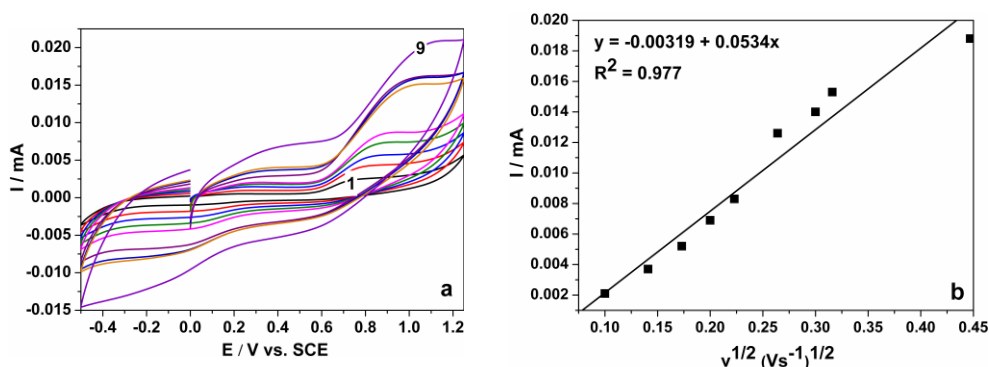 0.020
0.015
0.010
0.005
0.000
-0.005
-0.010
-0.015
I / mA
9
1
a
-0.4 -0.2 0.0 0.2 0.4 0.6 0.8 1.0 1.2
E / V vs. SCE
0.018
0.016
0.014
0.012
0.010
0.008
0.006
0.004
0.002
I / mA
y = -0.00319 + 0.0534x
R² = 0.977
b
0.10 0.15 0.20 0.25 0.30 0.35 0.40 0.45
v^1/2 (Vs^-1)^1/2